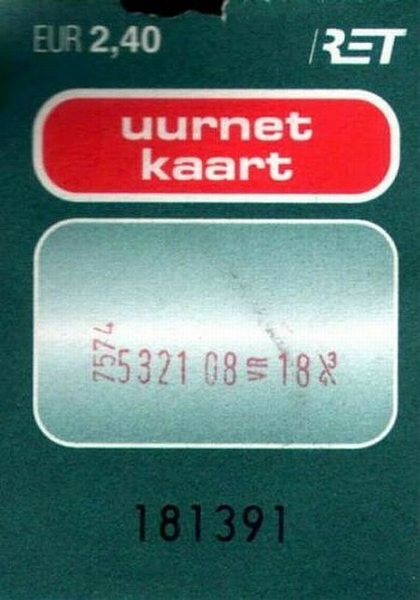 EUR 2,40
RET
uurnet
kaart
7574 5321 08 VR 18
181391